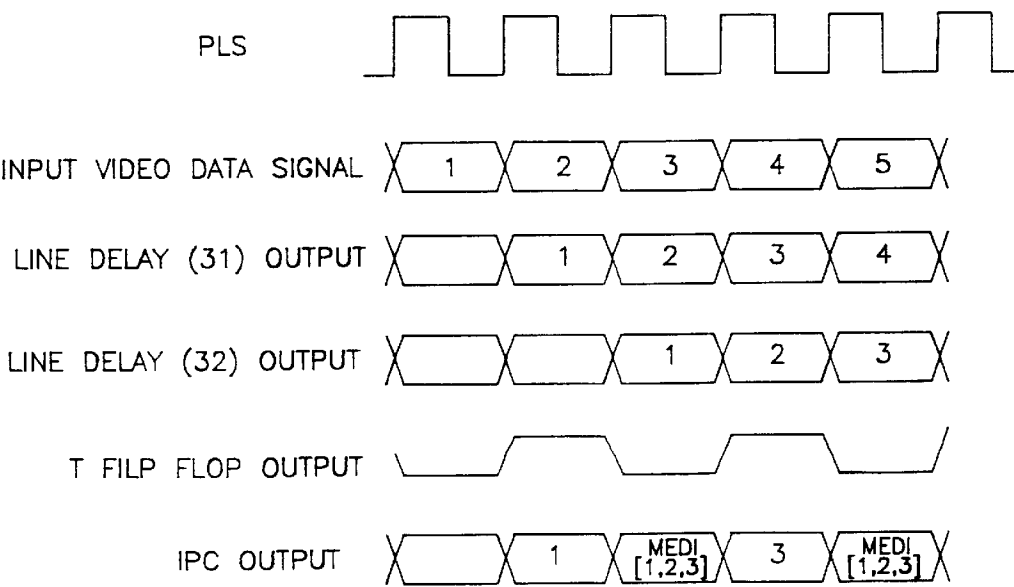 PLS
INPUT VIDEO DATA SIGNAL 1 2 3 4 5
LINE DELAY (31) OUTPUT 1 2 3 4
LINE DELAY (32) OUTPUT 1 2 3
T FILP FLOP OUTPUT
IPC OUTPUT 1 MEDI [1,2,3] 3 MEDI [1,2,3]